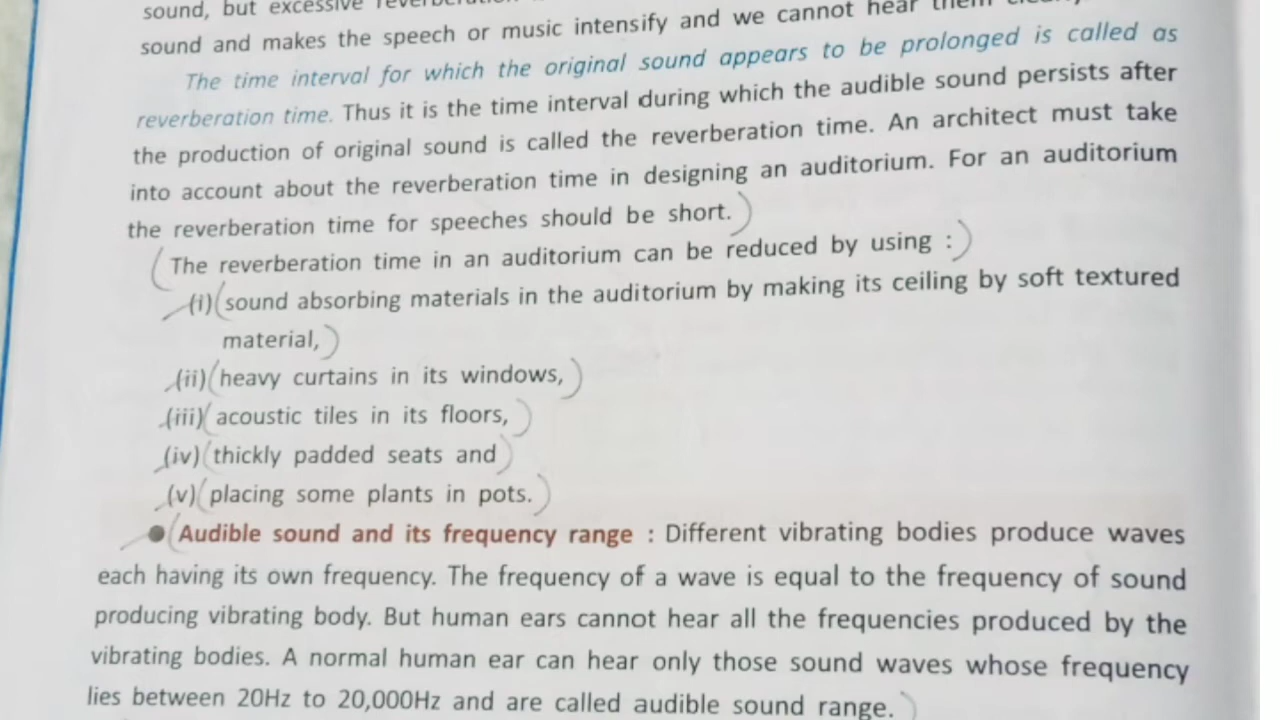 sound, but excessive
sound and makes the speech or music intensify and we cannot hear them
The time interval for which the original sound appears to be prolonged is called as
reverberation time. Thus it is the time interval during which the audible sound persists after
the production of original sound is called the reverberation time. An architect must take
into account about the reverberation time in designing an auditorium. For an auditorium
the reverberation time for speeches should be short.
The reverberation time in an auditorium can be reduced by using :
(i) sound absorbing materials in the auditorium by making its ceiling by soft textured
material,
(ii) heavy curtains in its windows,
(iii) acoustic tiles in its floors,
(iv) thickly padded seats and
(v) placing some plants in pots.
● Audible sound and its frequency range : Different vibrating bodies produce waves
each having its own frequency. The frequency of a wave is equal to the frequency of sound
producing vibrating body. But human ears cannot hear all the frequencies produced by the
vibrating bodies. A normal human ear can hear only those sound waves whose frequency
lies between 20Hz to 20,000Hz and are called audible sound range.